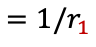 = 1/r₁